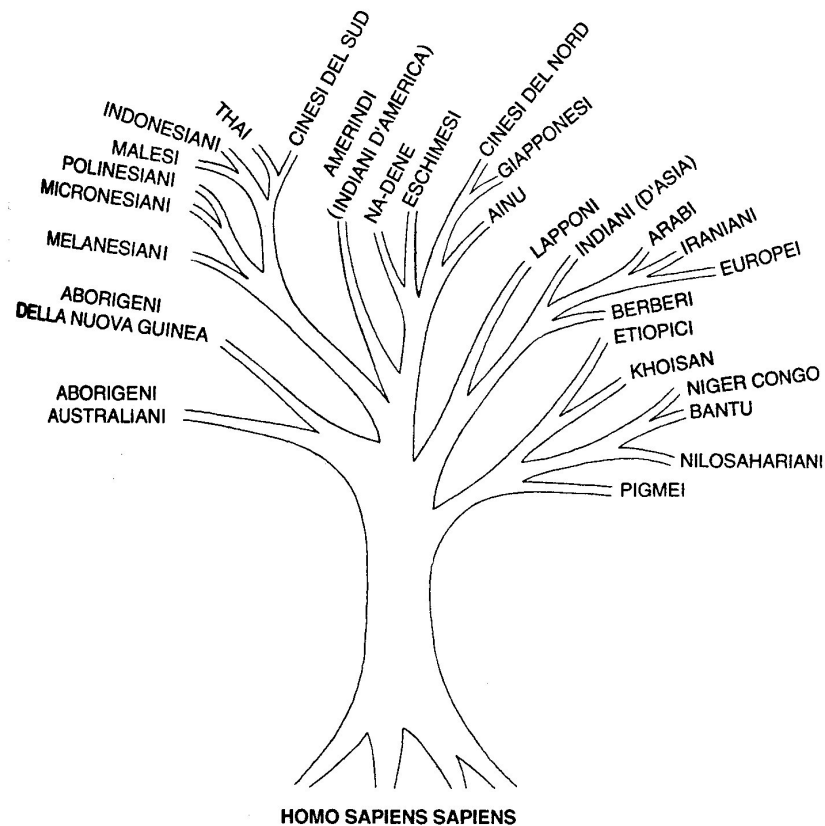 CINESI DEL SUD
THAI
INDONESIANI
MALESI
POLINESIANI
MICRONESIANI
MELANESIANI
ABORIGENI
DELLA NUOVA GUINEA
ABORIGENI
AUSTRALIANI
AMERINDI
(INDIANI D'AMERICA)
NA-DENE
ESCHIMESI
CINESI DEL NORD
GIAPPONESI
AINU
LAPPONI
INDIANI (D'ASIA)
ARABI
IRANIANI
EUROPEI
BERBERI
ETIOPICI
KHOISAN
NIGER CONGO
BANTU
NILOSAHARIANI
PIGMEI
HOMO SAPIENS SAPIENS